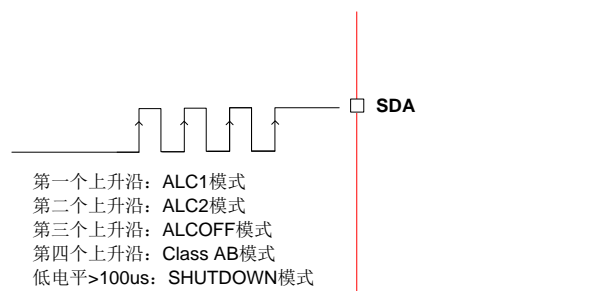 SDA
第一个上升沿：ALC1模式
第二个上升沿：ALC2模式
第三个上升沿：ALCOFF模式
第四个上升沿：Class AB模式
低电平>100us：SHUTDOWN模式